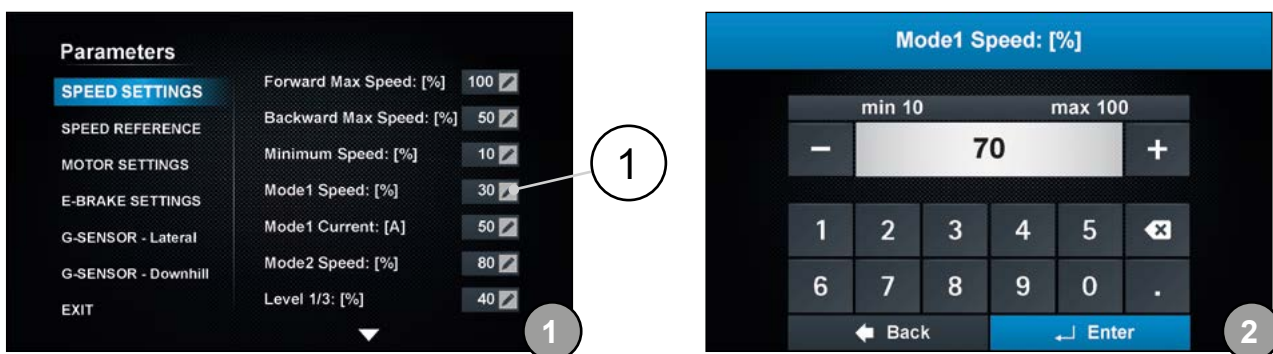 Parameters
SPEED SETTINGS
SPEED REFERENCE
MOTOR SETTINGS
E-BRAKE SETTINGS
G-SENSOR - Lateral
G-SENSOR - Downhill
EXIT
Forward Max Speed: [%] 100
Backward Max Speed: [%] 50
Minimum Speed: [%] 10
Mode1 Speed: [%] 30
Mode1 Current: [A] 50
Mode2 Speed: [%] 80
Level 1/3: [%] 40
1
1
Mode1 Speed: [%]
min 10 max 100
− 70 +
1 2 3 4 5
6 7 8 9 0 .
Back Enter
2